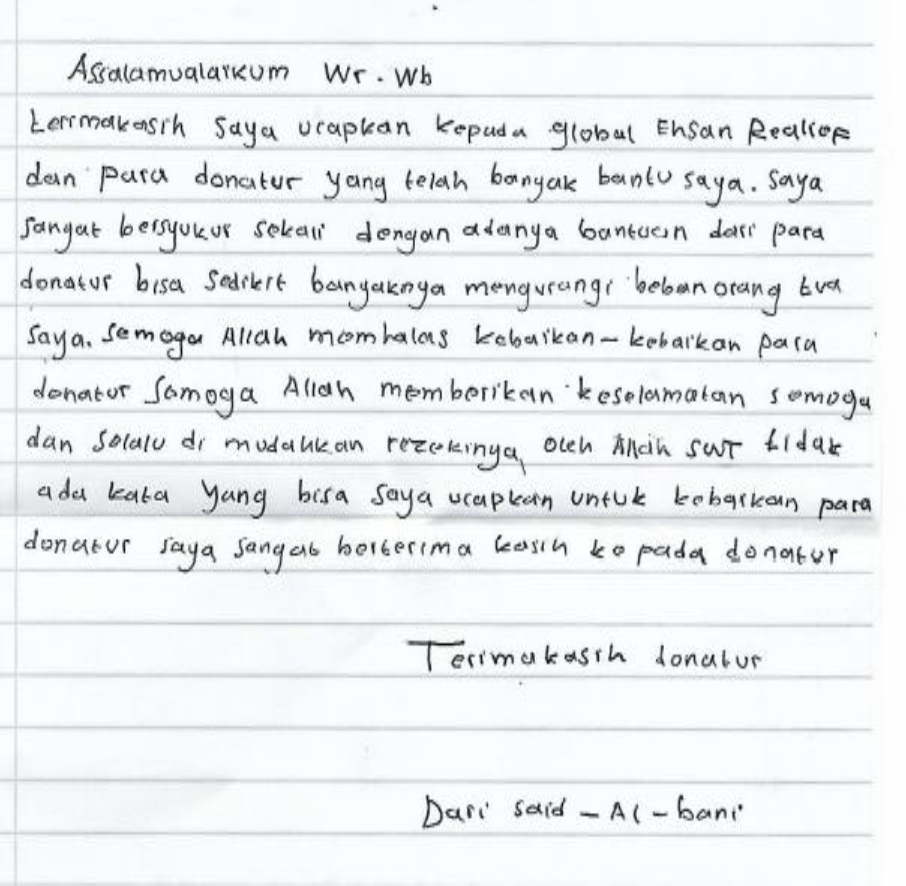 Assalamualaikum Wr. Wb
terimakasih saya ucapkan kepada global Ehsan Realief
dan para donatur yang telah banyak bantu saya. saya
sangat bersyukur sekali dengan adanya bantuan dari para
donatur bisa sedikit banyaknya mengurangi beban orang tua
saya. semoga Allah membalas kebaikan-kebaikan para
donatur semoga Allah memberikan keselamatan semoga
dan selalu di mudahkan rezekinya, oleh Allah swt tidak
ada kata yang bisa saya ucapkan untuk kebaikan para
donatur saya sangat berterima kasih ke pada donatur
Terimakasih donatur
Dari said - Al - bani